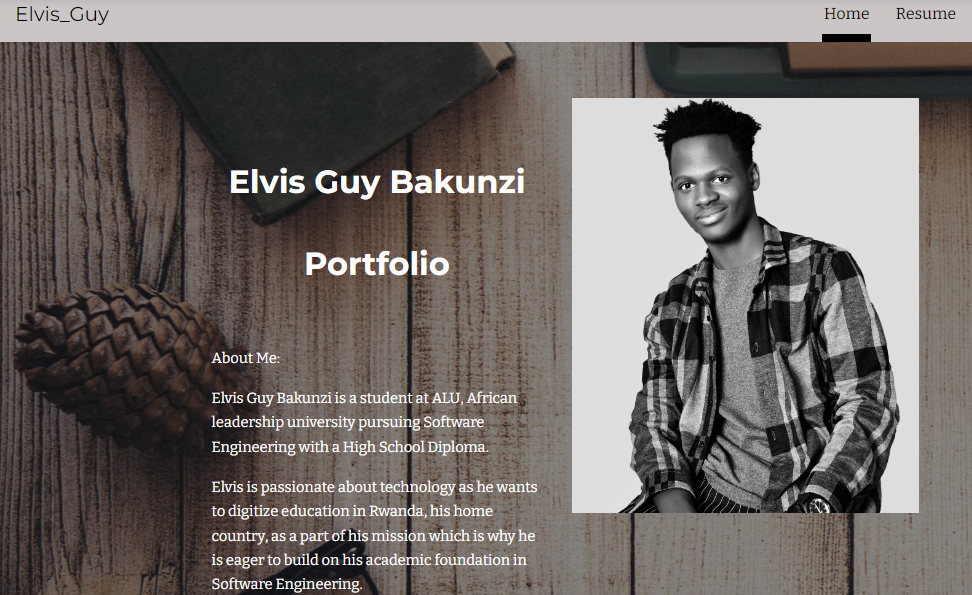 Elvis_Guy
Home
Resume
Elvis Guy Bakunzi
Portfolio
About Me:
Elvis Guy Bakunzi is a student at ALU, African
leadership university pursuing Software
Engineering with a High School Diploma.
Elvis is passionate about technology as he wants
to digitize education in Rwanda, his home
country, as a part of his mission which is why he
is eager to build on his academic foundation in
Software Engineering.